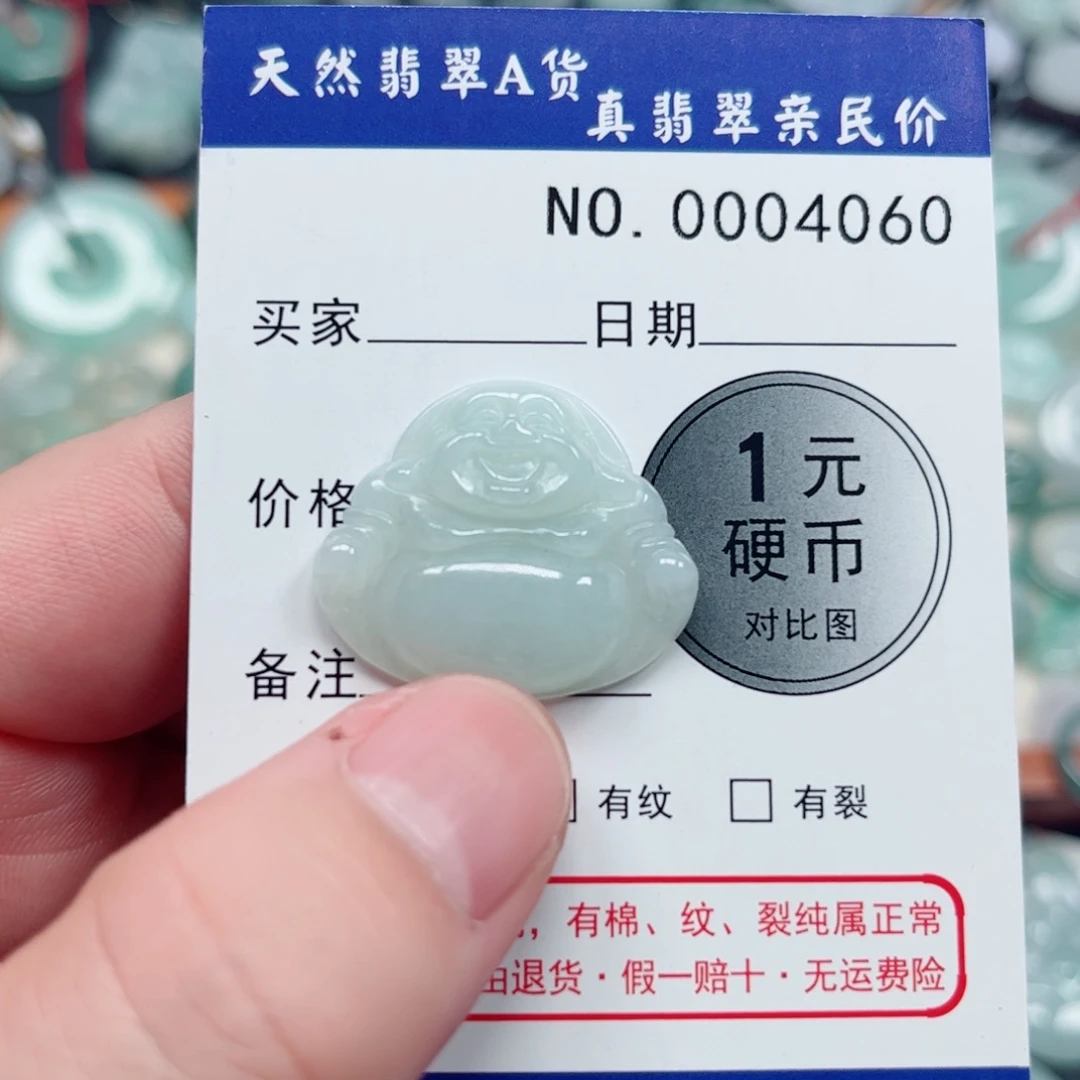 天然翡翠A货
真翡翠亲民价
NO.0004060
买家 日期
价格
1元
硬币
对比图
备注
有纹 有裂
，有棉、纹、裂纯属正常
由退货·假一赔十·无运费险